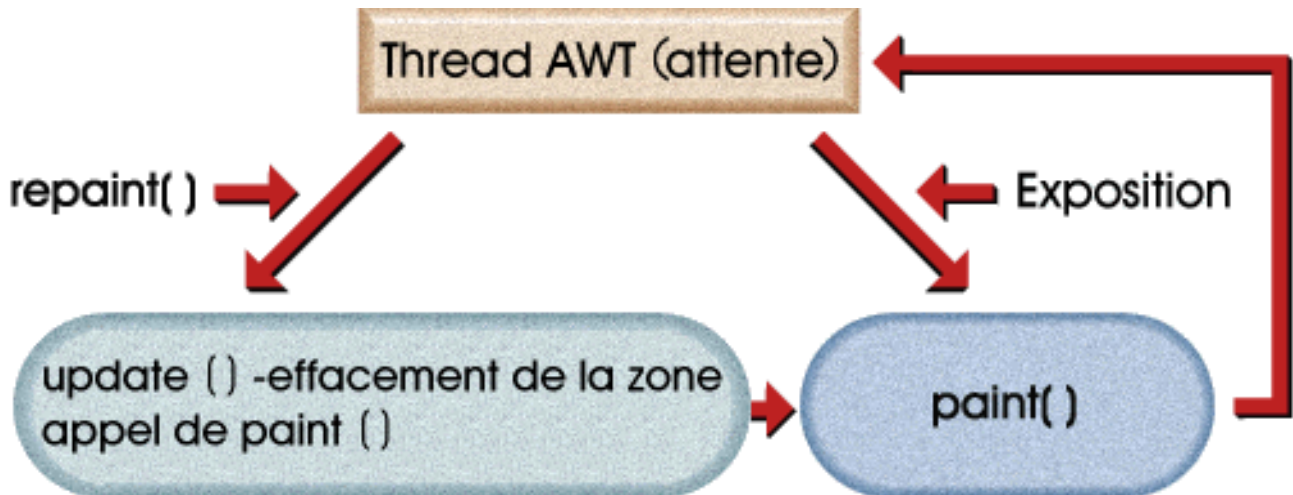 Thread AWT (attente)
repaint( )
Exposition
update () -effacement de la zone
appel de paint ()
paint( )